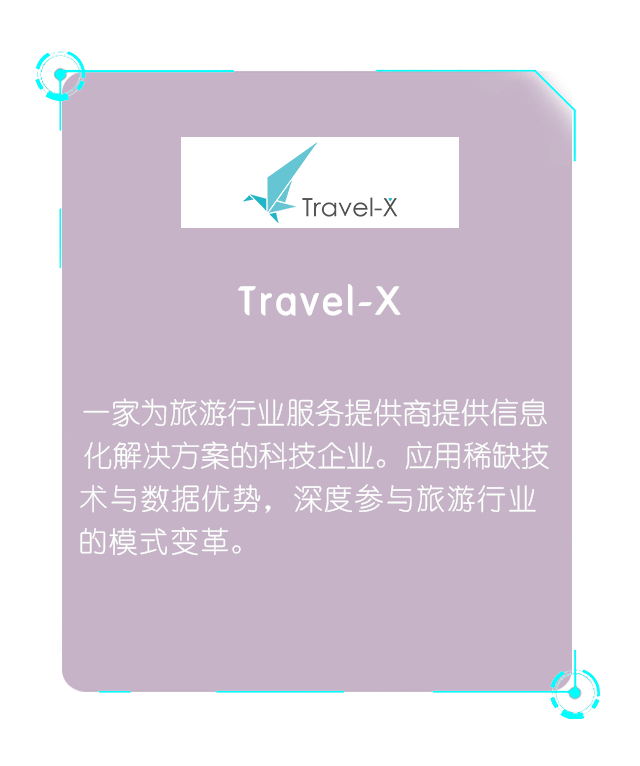 Travel-X
Travel-X
一家为旅游行业服务提供商提供信息
化解决方案的科技企业。应用稀缺技
术与数据优势，深度参与旅游行业
的模式变革。